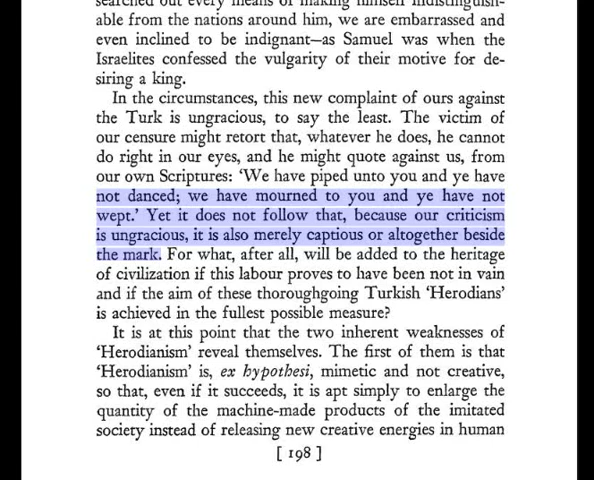 searched out every means of making himself indistinguish-
able from the nations around him, we are embarrassed and
even inclined to be indignant—as Samuel was when the
Israelites confessed the vulgarity of their motive for de-
siring a king.
In the circumstances, this new complaint of ours against
the Turk is ungracious, to say the least. The victim of
our censure might retort that, whatever he does, he cannot
do right in our eyes, and he might quote against us, from
our own Scriptures: ‘We have piped unto you and ye have
not danced; we have mourned to you and ye have not
wept.’ Yet it does not follow that, because our criticism
is ungracious, it is also merely captious or altogether beside
the mark. For what, after all, will be added to the heritage
of civilization if this labour proves to have been not in vain
and if the aim of these thoroughgoing Turkish ‘Herodians’
is achieved in the fullest possible measure?
It is at this point that the two inherent weaknesses of
‘Herodianism’ reveal themselves. The first of them is that
‘Herodianism’ is, ex hypothesi, mimetic and not creative,
so that, even if it succeeds, it is apt simply to enlarge the
quantity of the machine-made products of the imitated
society instead of releasing new creative energies in human
[ 198 ]